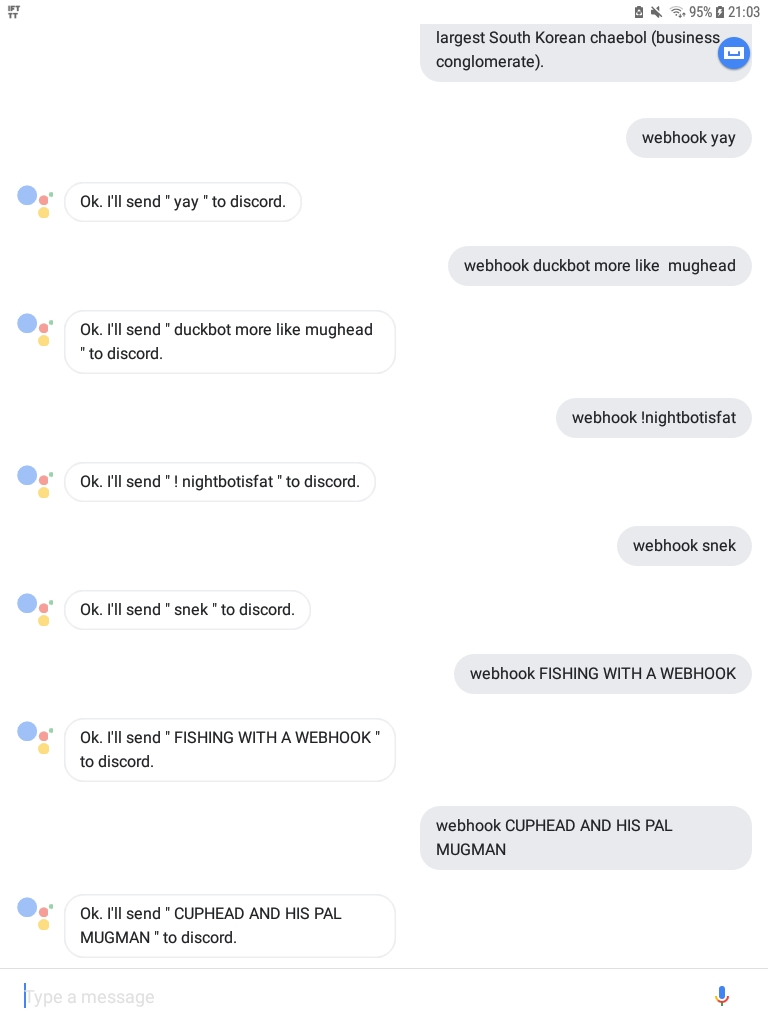 IFT
TT
95% 21:03
largest South Korean chaebol (business
conglomerate).
webhook yay
Ok. I'll send " yay " to discord.
webhook duckbot more like  mughead
Ok. I'll send " duckbot more like mughead
" to discord.
webhook !nightbotisfat
Ok. I'll send " ! nightbotisfat " to discord.
webhook snek
Ok. I'll send " snek " to discord.
webhook FISHING WITH A WEBHOOK
Ok. I'll send " FISHING WITH A WEBHOOK "
to discord.
webhook CUPHEAD AND HIS PAL
MUGMAN
Ok. I'll send " CUPHEAD AND HIS PAL
MUGMAN " to discord.
Type a message